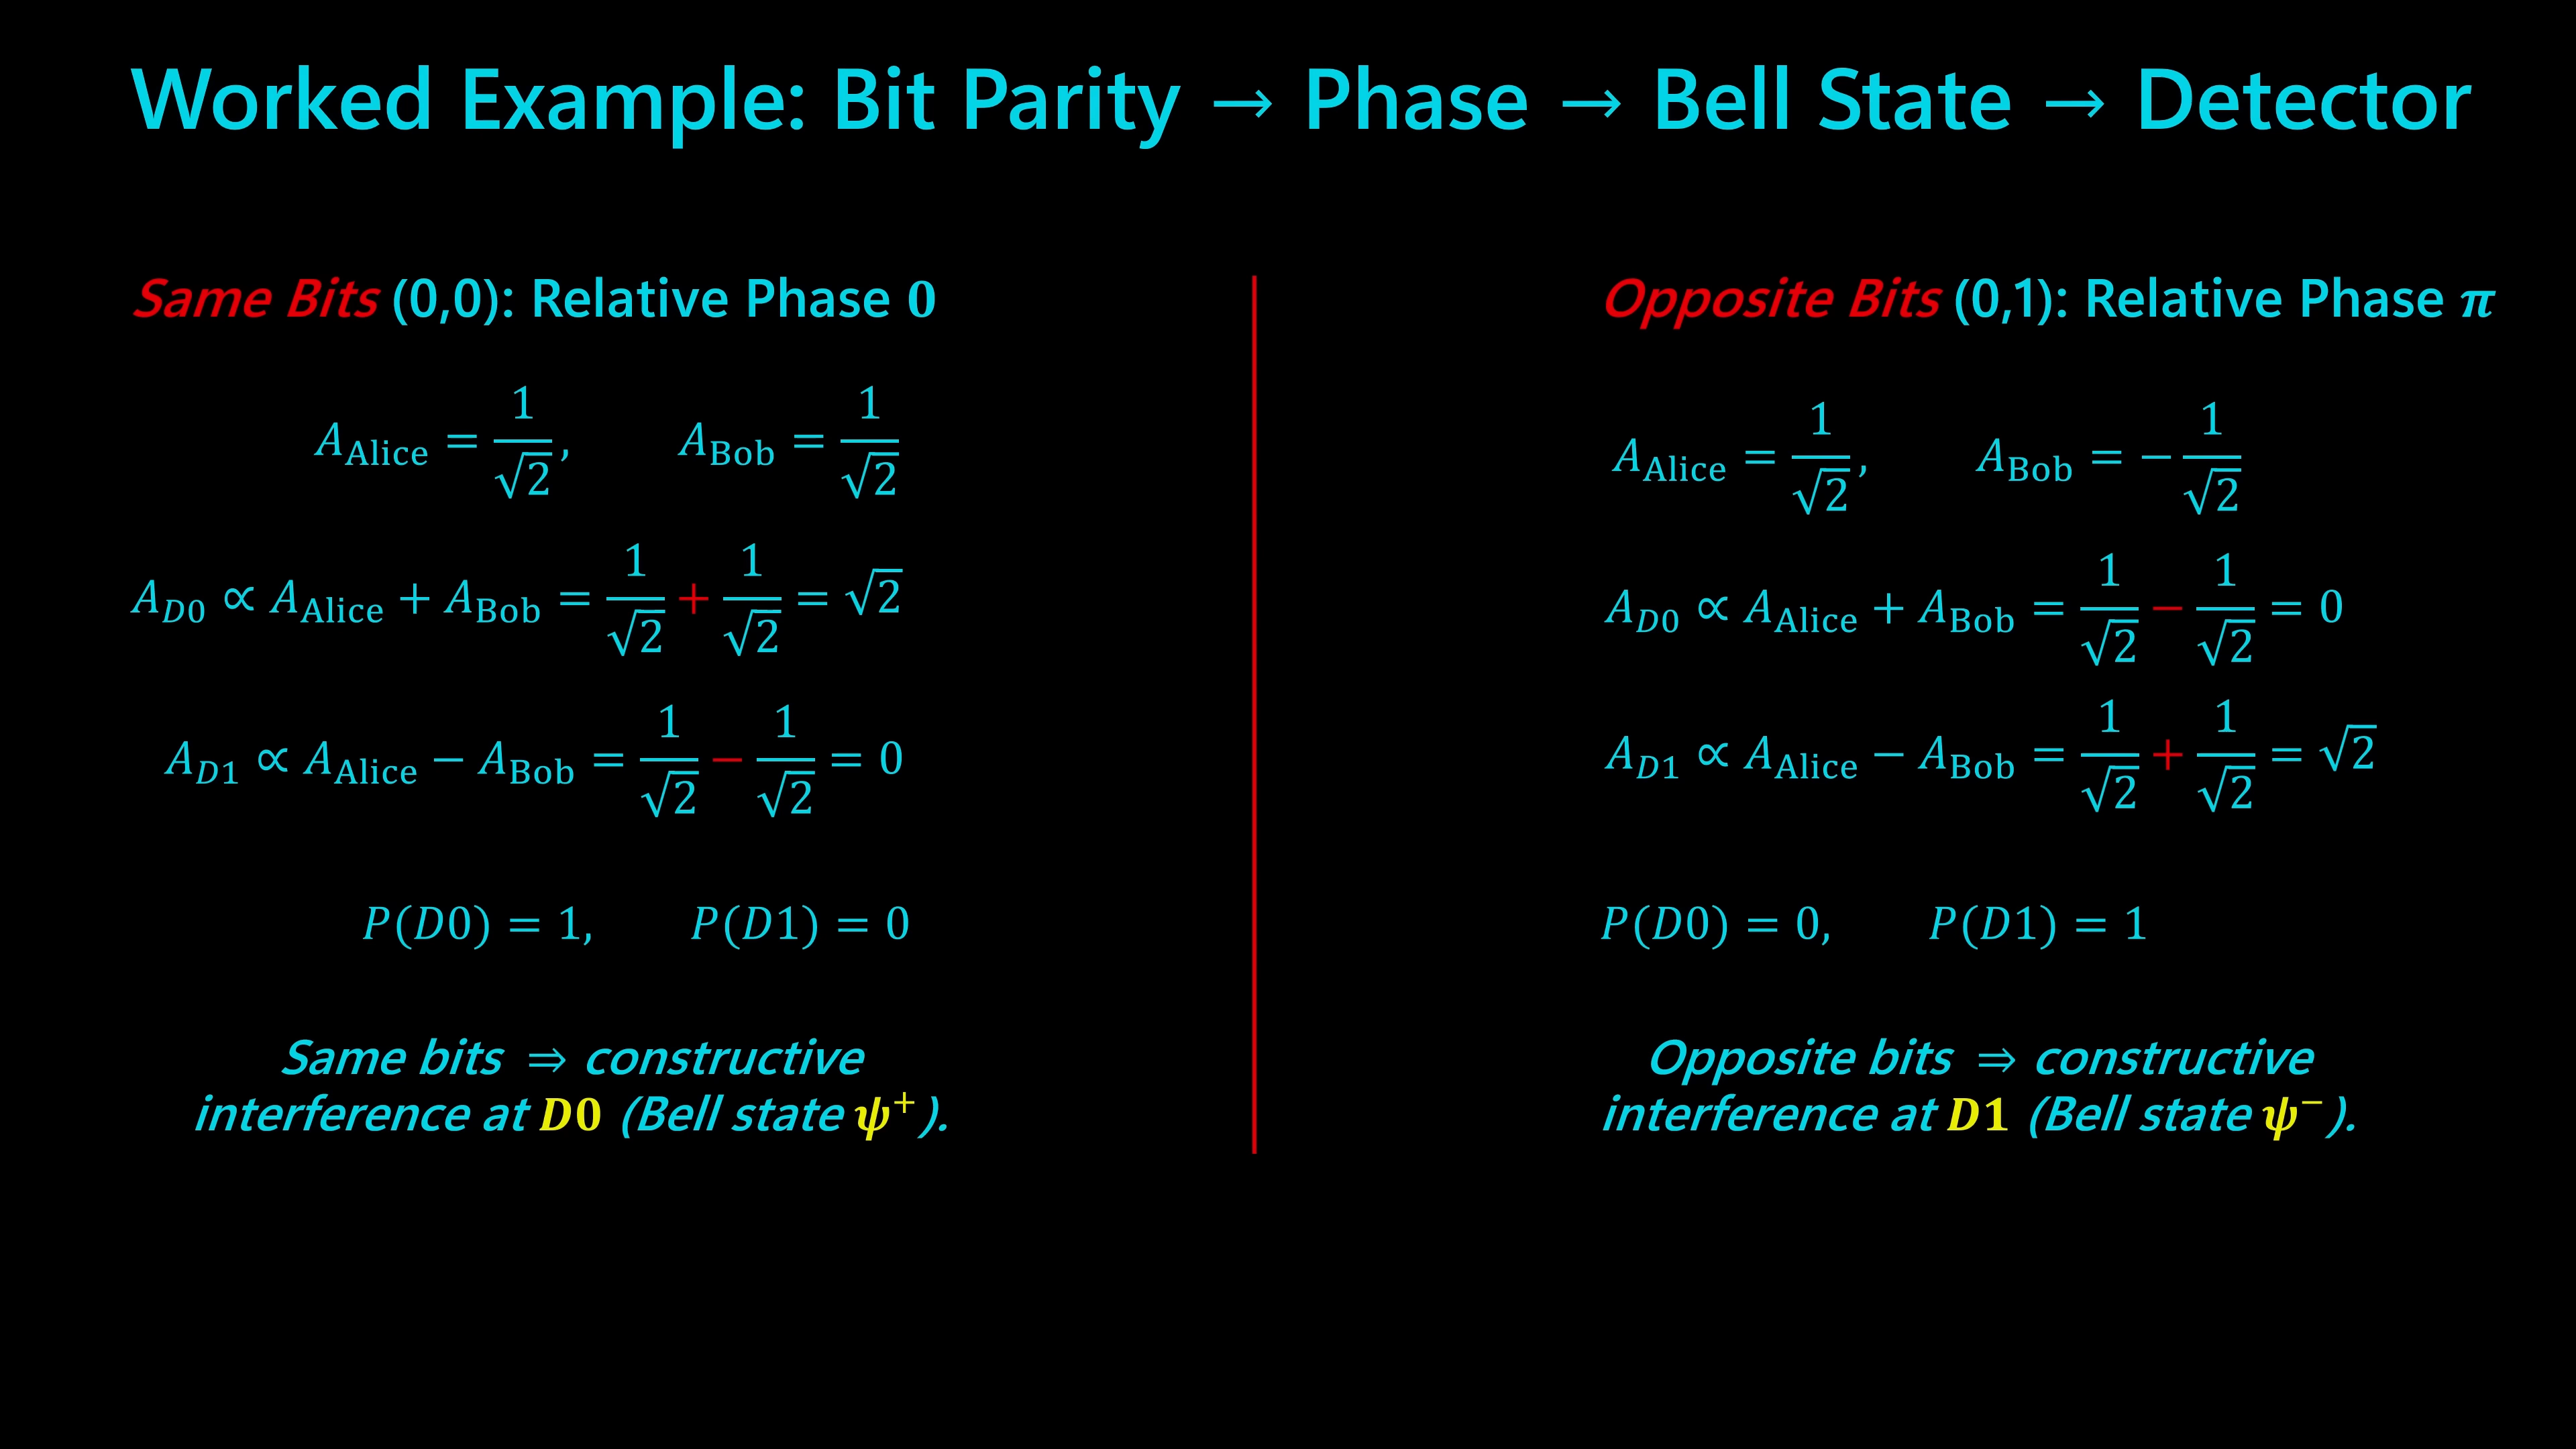 Worked Example: Bit Parity → Phase → Bell State → Detector
Same Bits (0,0): Relative Phase 0
A_Alice = 1/√2, A_Bob = 1/√2
A_D0 ∝ A_Alice + A_Bob = 1/√2 + 1/√2 = √2
A_D1 ∝ A_Alice − A_Bob = 1/√2 − 1/√2 = 0
P(D0) = 1, P(D1) = 0
Same bits ⇒ constructive
interference at D0 (Bell state ψ⁺).
Opposite Bits (0,1): Relative Phase π
A_Alice = 1/√2, A_Bob = −1/√2
A_D0 ∝ A_Alice + A_Bob = 1/√2 − 1/√2 = 0
A_D1 ∝ A_Alice − A_Bob = 1/√2 + 1/√2 = √2
P(D0) = 0, P(D1) = 1
Opposite bits ⇒ constructive
interference at D1 (Bell state ψ⁻).